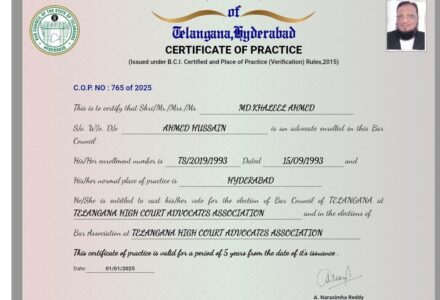 of
Telangana,Hyderabad
CERTIFICATE OF PRACTICE
(Issued under B.C.I. Certified and Place of Practice (Verification) Rules,2015)
C.O.P. NO : 765 of 2025
This is to certify that Shri/Mr./Mrs./Ms. MD.KHALEEL AHMED
S/o. W/o. D/o AHMED HUSSAIN is an advocate enrolled in this Bar
Council .
His/Her enrollment number is TS/2019/1993 Dated 15/09/1993 and
His/her normal place of practice is HYDERABAD
He/She is entitled to cast his/her vote for the election of Bar Council of TELANGANA at
TELANGANA HIGH COURT ADVOCATES ASSOCIATION and in the elections of
Bar Association at TELANGANA HIGH COURT ADVOCATES ASSOCIATION
This certificate of practice is valid for a period of 5 years from the date of it's issuance .
Date: 01/01/2025
A. Narasimha Reddy